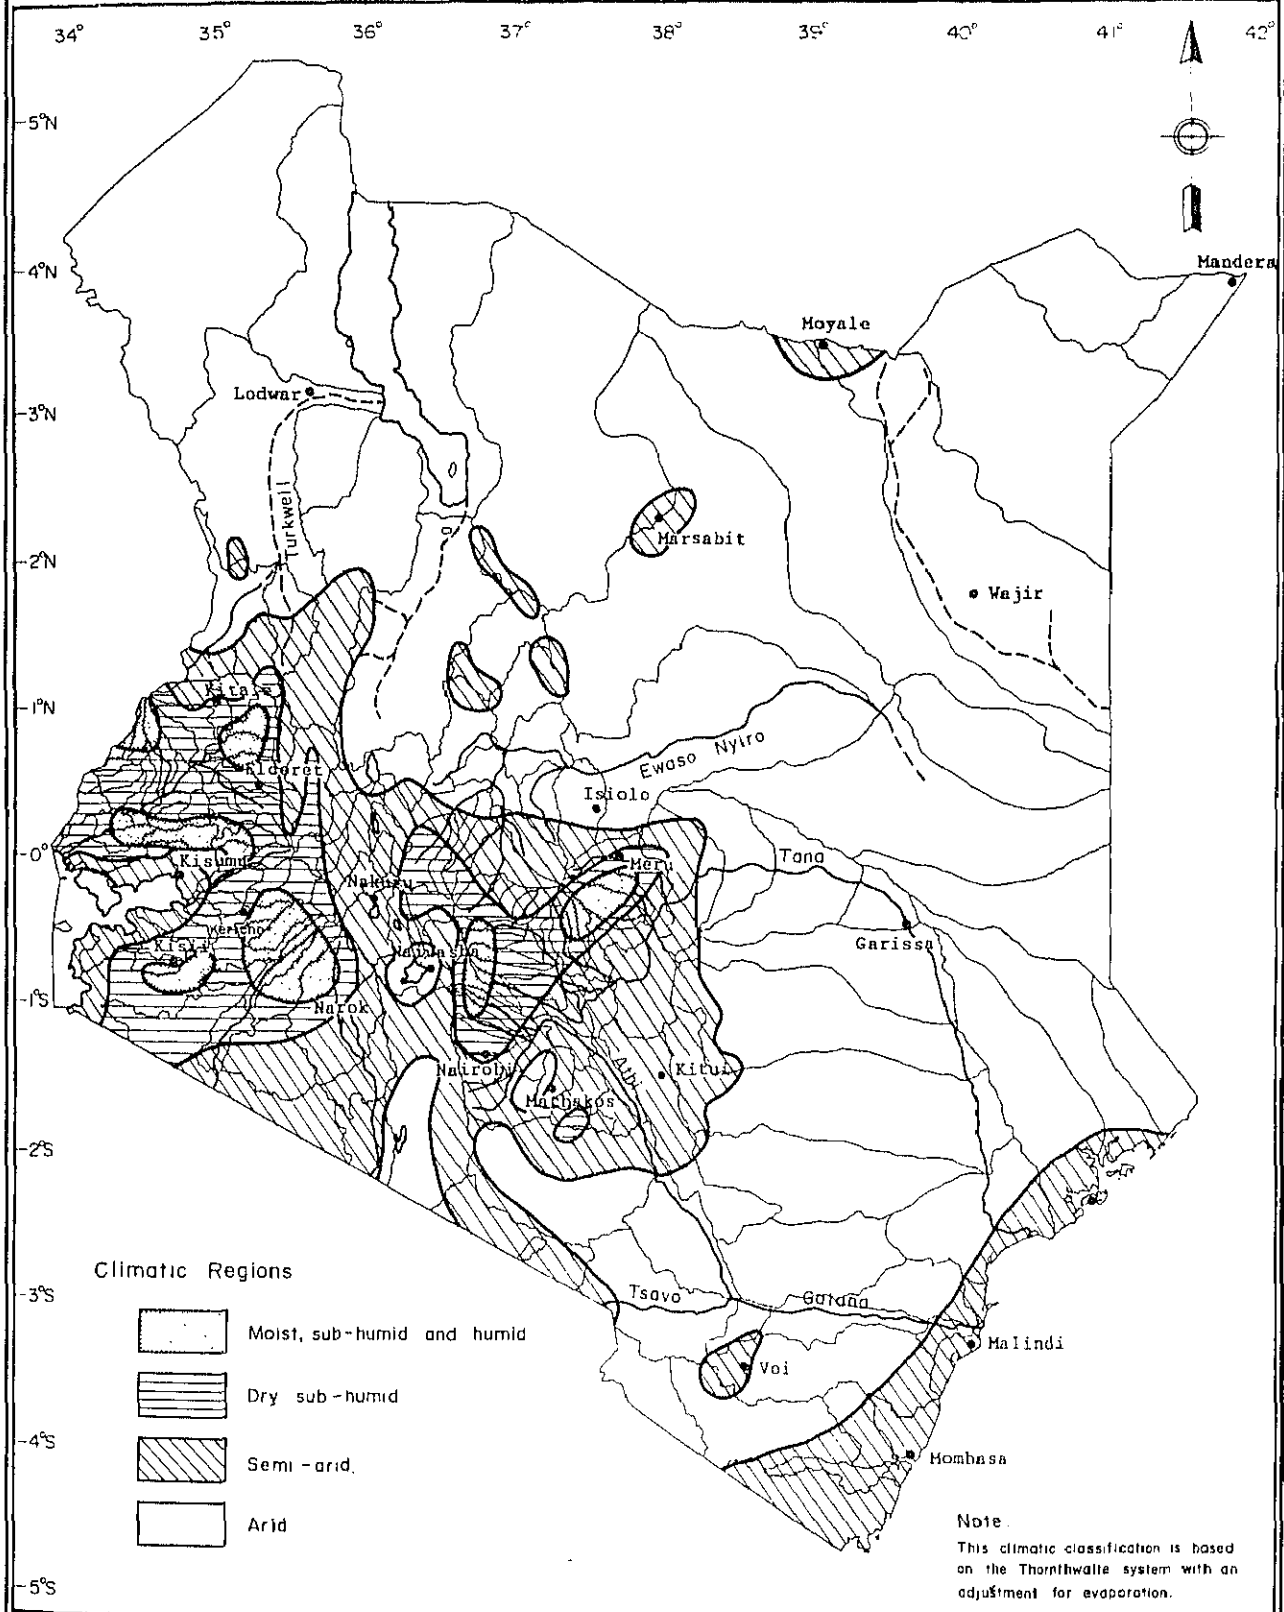 34° 35° 36° 37° 38° 39° 40° 41° 42°
5°N
4°N
Mandera
Moyale
Lodwar
3°N
Turkwell
Marsabit
2°N
Wajir
Kitale
1°N
Ewaso Nyiro
Eldoret
Isiolo
0°
Kisumu
Meru
Tana
Nakuru
Kericho
Garissa
Kisii
Naivasha
1°S
Narok
Nairobi
Athi
Kitui
Machakos
2°S
Climatic Regions
3°S
Tsavo
Galana
Moist, sub-humid and humid
Malindi
Voi
Dry sub-humid
4°S
Semi-arid.
Mombasa
Arid
Note.
This climatic classification is based
on the Thornthwaite system with an
adjustment for evaporation.
5°S